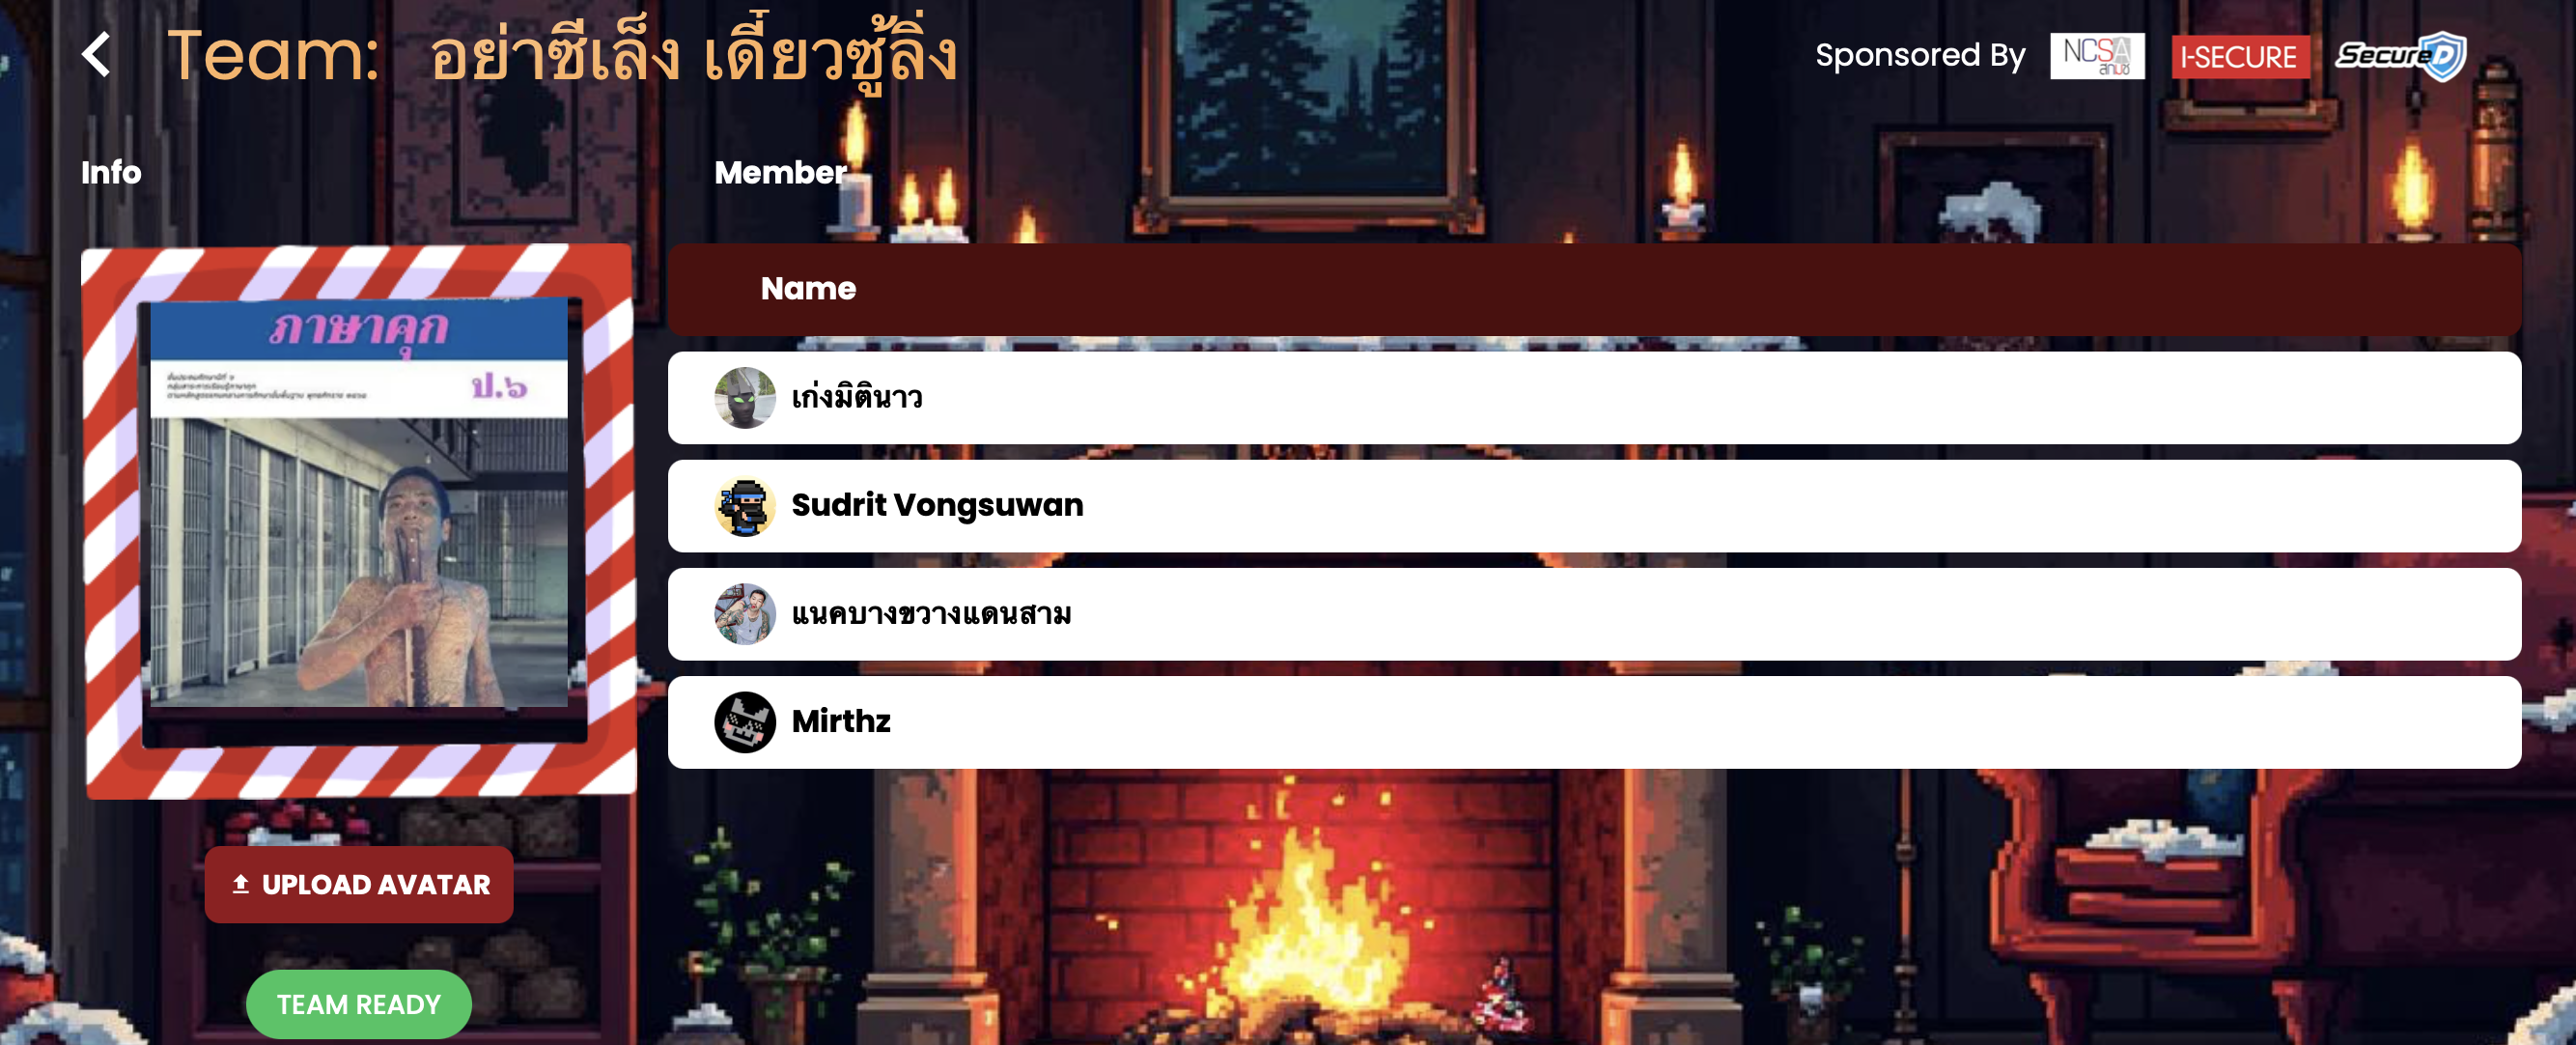 Team: อย่าซีเล็ง เดี๋ยวซู้ลิ่ง
Sponsored By NCSA สกมช I-SECURE SecureD
Info
Member
ภาษาคุก
ป.๖
Name
เก่งมิตินาว
Sudrit Vongsuwan
แนคบางขวางแดนสาม
Mirthz
UPLOAD AVATAR
TEAM READY